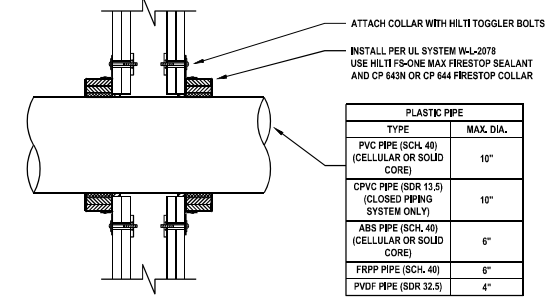 ATTACH COLLAR WITH HILTI TOGGLER BOLTS
INSTALL PER UL SYSTEM W-L-2078
USE HILTI FS-ONE MAX FIRESTOP SEALANT
AND CP 643N OR CP 644 FIRESTOP COLLAR
PLASTIC PIPE
TYPE MAX. DIA.
PVC PIPE (SCH. 40)
(CELLULAR OR SOLID
CORE)
10"
CPVC PIPE (SDR 13.5)
(CLOSED PIPING
SYSTEM ONLY)
10"
ABS PIPE (SCH. 40)
(CELLULAR OR SOLID
CORE)
6"
FRPP PIPE (SCH. 40) 6"
PVDF PIPE (SDR 32.5) 4"